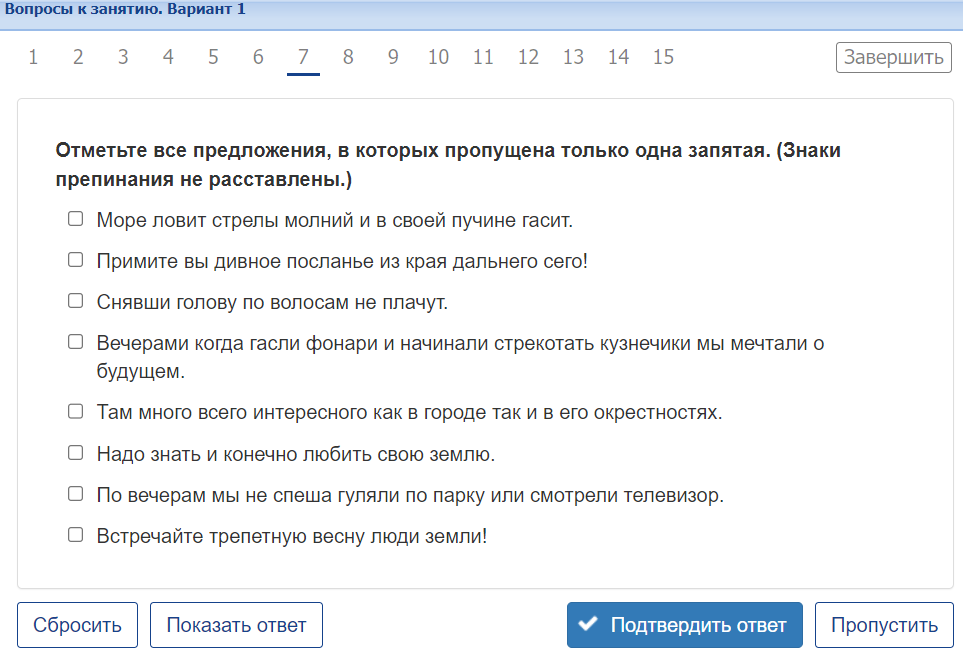 Вопросы к занятию. Вариант 1
1 2 3 4 5 6 7 8 9 10 11 12 13 14 15 Завершить
Отметьте все предложения, в которых пропущена только одна запятая. (Знаки
препинания не расставлены.)
Море ловит стрелы молний и в своей пучине гасит.
Примите вы дивное посланье из края дальнего сего!
Снявши голову по волосам не плачут.
Вечерами когда гасли фонари и начинали стрекотать кузнечики мы мечтали о
будущем.
Там много всего интересного как в городе так и в его окрестностях.
Надо знать и конечно любить свою землю.
По вечерам мы не спеша гуляли по парку или смотрели телевизор.
Встречайте трепетную весну люди земли!
Сбросить Показать ответ Подтвердить ответ Пропустить